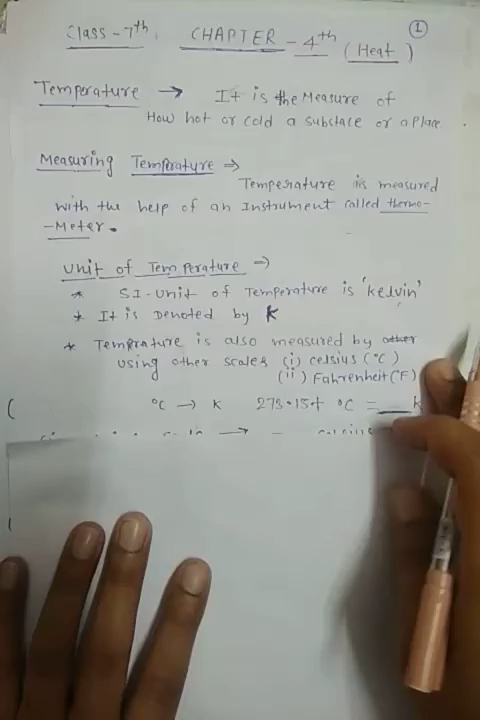 ①
Class - 7th. CHAPTER - 4th (Heat)
Temperature → It is the Measure of
How hot or cold a substace or a place.
Measuring Temperature ⇒
Temperature is measured
with the help of an Instrument called thermo-
-Meter.
Unit of Temperature ⇒
* SI-unit of Temperature is 'kelvin'
* It is Denoted by K
* Temprature is also measured by other
using other scales (i) celsius (°C)
(ii) Fahrenheit (°F)
( °C → K 273.15 + °C = __ K